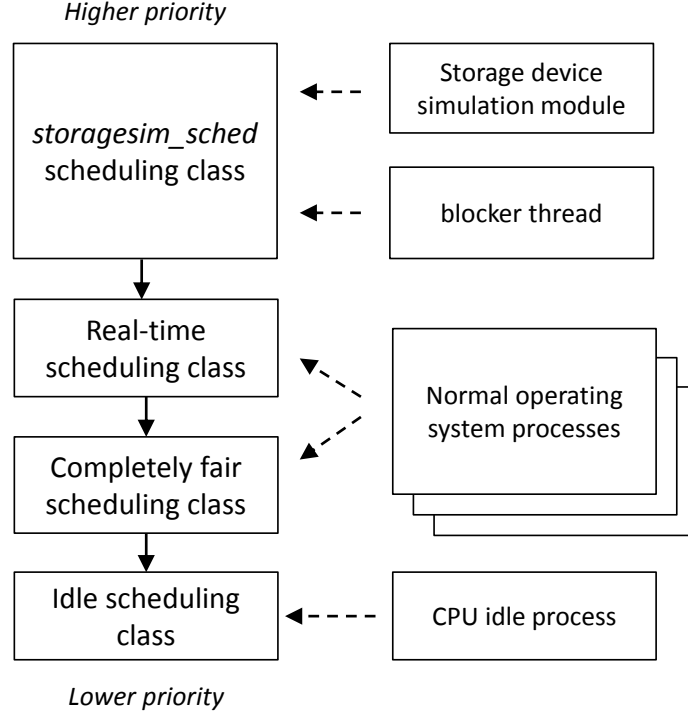 Higher priority
storagesim_sched
scheduling class
Storage device
simulation module
blocker thread
Real-time
scheduling class
Normal operating
system processes
Completely fair
scheduling class
Idle scheduling
class
CPU idle process
Lower priority